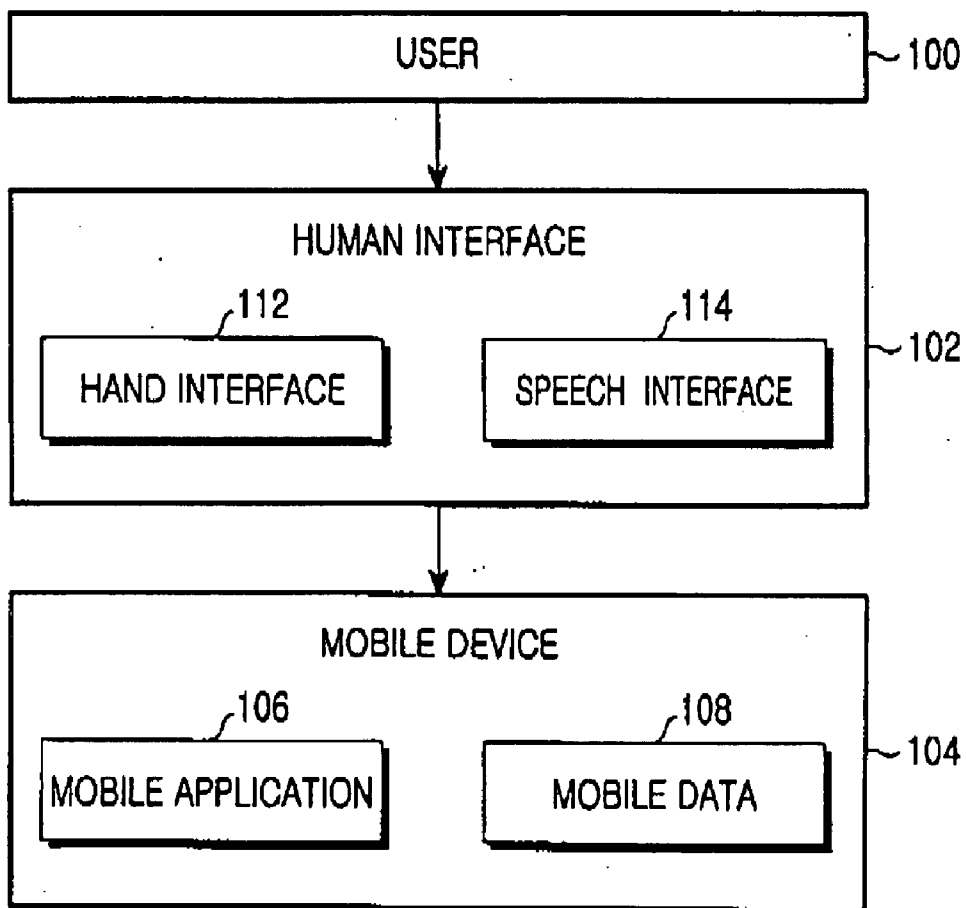 USER
100
HUMAN INTERFACE
112
114
102
HAND INTERFACE
SPEECH INTERFACE
MOBILE DEVICE
106
108
104
MOBILE APPLICATION
MOBILE DATA